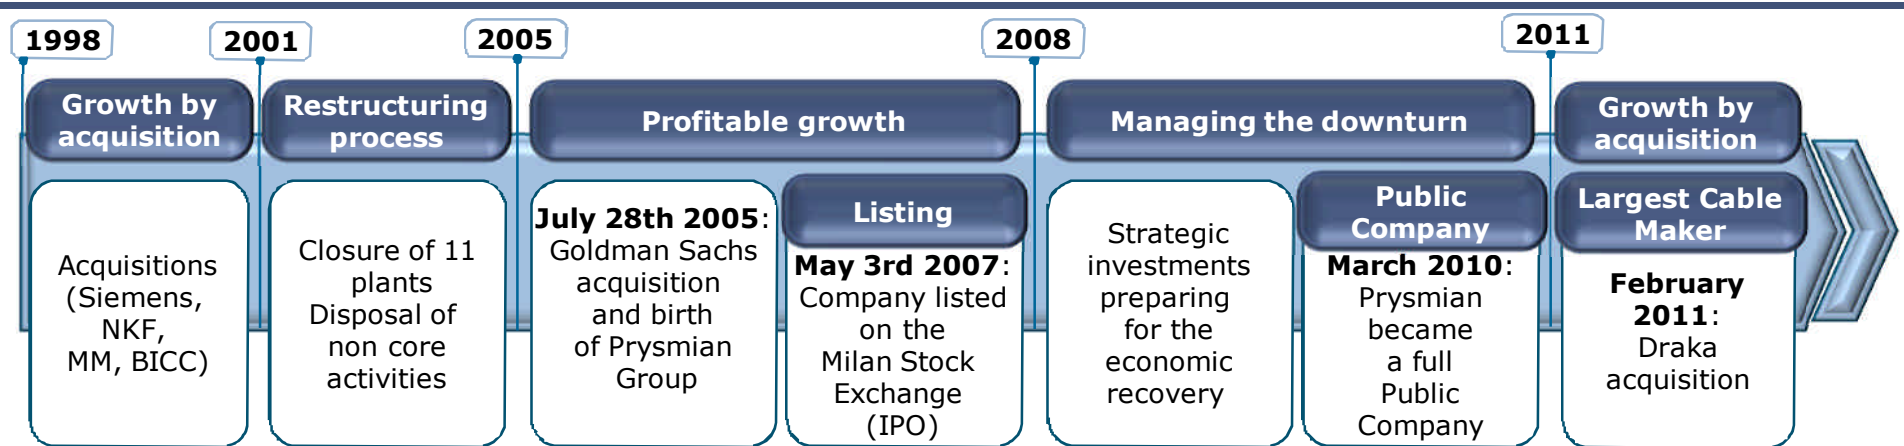 1998
2001
2005
2008
2011
Growth by
acquisition
Restructuring
process
Profitable growth
Managing the downturn
Growth by
acquisition
Acquisitions
(Siemens,
NKF,
MM, BICC)
Closure of 11
plants
Disposal of
non core
activities
July 28th 2005:
Goldman Sachs
acquisition
and birth
of Prysmian
Group
Listing
May 3rd 2007:
Company listed
on the
Milan Stock
Exchange
(IPO)
Strategic
investments
preparing
for the
economic
recovery
Public
Company
March 2010:
Prysmian
became
a full
Public
Company
Largest Cable
Maker
February
2011:
Draka
acquisition